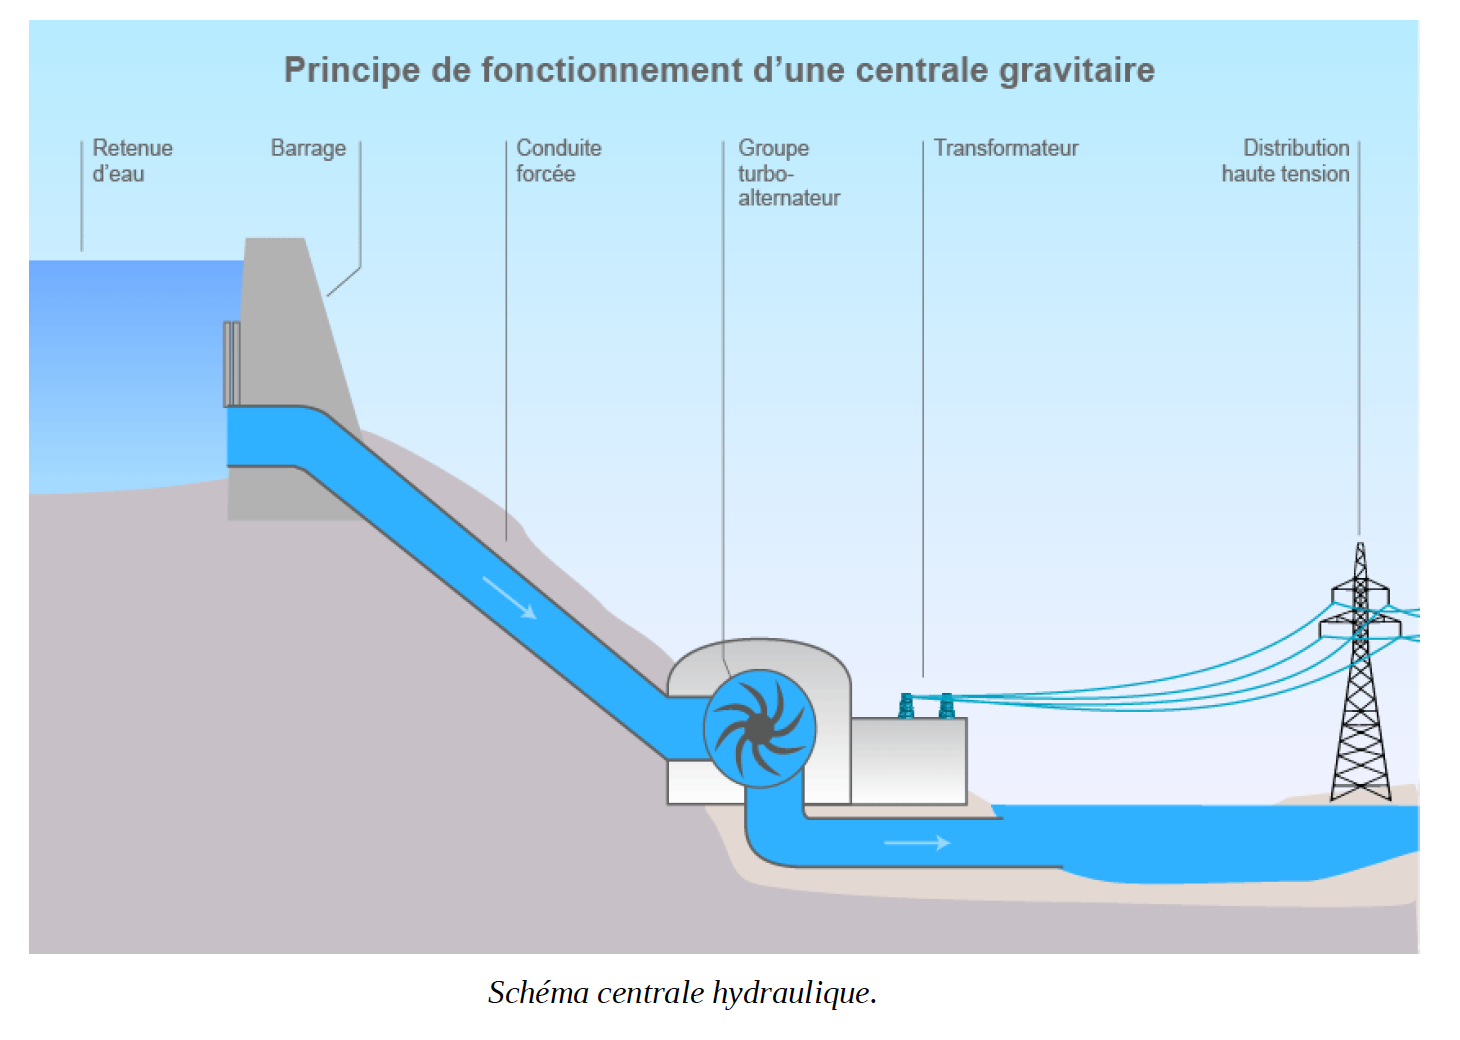 Principe de fonctionnement d’une centrale gravitaire
Retenue
d’eau
Barrage
Conduite
forcée
Groupe
turbo-
alternateur
Transformateur
Distribution
haute tension
Schéma centrale hydraulique.